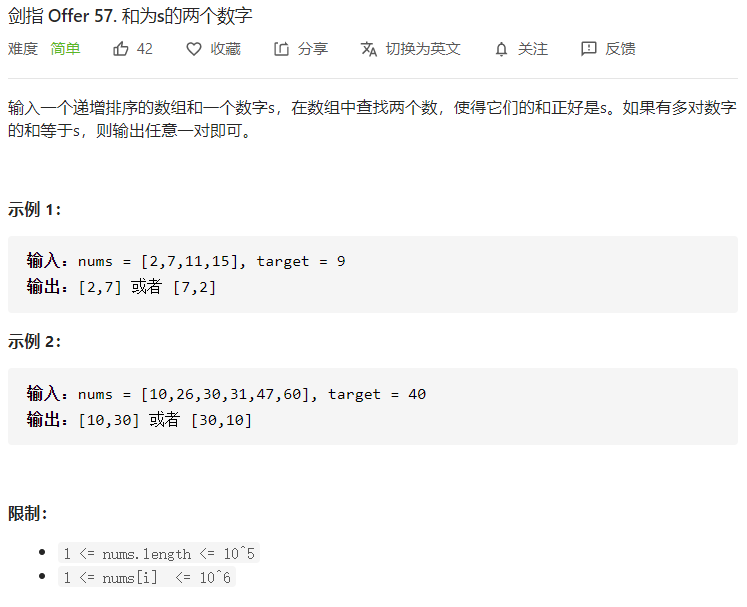 剑指 Offer 57. 和为s的两个数字
难度 简单 42 收藏 分享 切换为英文 关注 反馈
输入一个递增排序的数组和一个数字s，在数组中查找两个数，使得它们的和正好是s。如果有多对数字
的和等于s，则输出任意一对即可。
示例 1：
输入：nums = [2,7,11,15], target = 9
输出：[2,7] 或者 [7,2]
示例 2：
输入：nums = [10,26,30,31,47,60], target = 40
输出：[10,30] 或者 [30,10]
限制：
1 <= nums.length <= 10^5
1 <= nums[i] <= 10^6